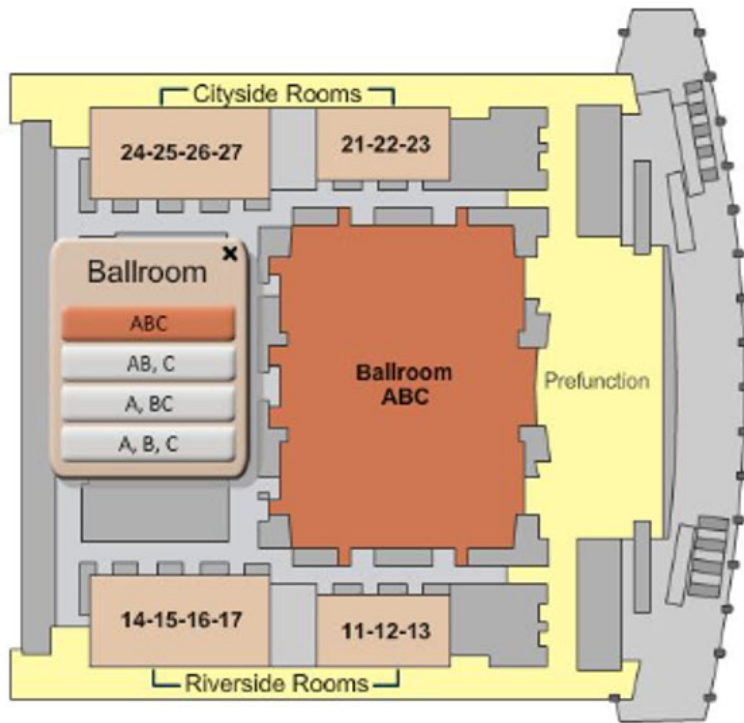 Cityside Rooms
24-25-26-27
21-22-23
Ballroom
×
ABC
AB, C
A, BC
A, B, C
Ballroom
ABC
Prefunction
14-15-16-17
11-12-13
Riverside Rooms